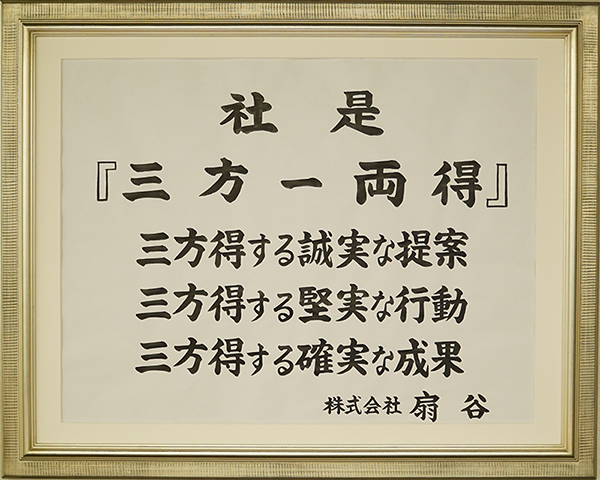 社是
『三方一両得』
三方得する誠実な提案
三方得する堅実な行動
三方得する確実な成果
株式会社 扇谷